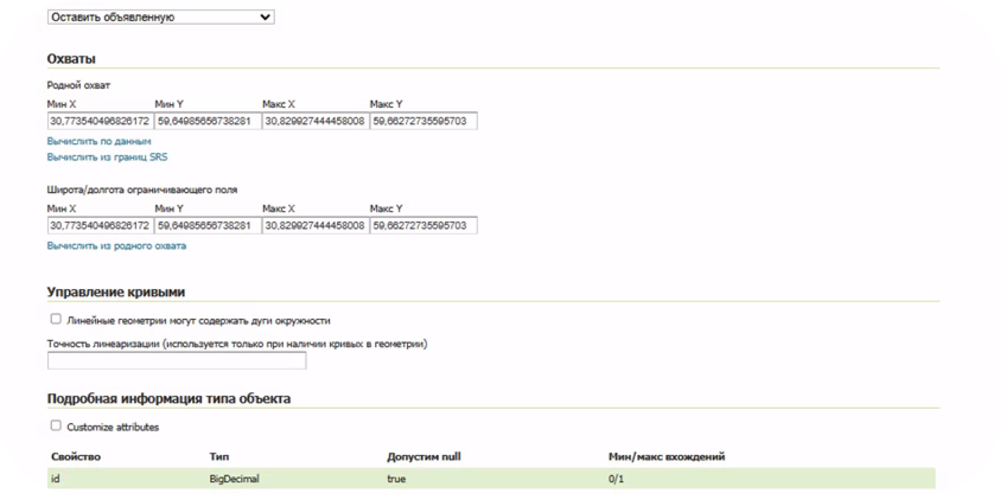 Оставить объявленную
Охваты
Родной охват
Мин X Мин Y Макс X Макс Y
30,773540496826172 59,64985656738281 30,829927444458008 59,66272735595703
Вычислить по данным
Вычислить из границ SRS
Широта/долгота ограничивающего поля
Мин X Мин Y Макс X Макс Y
30,773540496826172 59,64985656738281 30,829927444458008 59,66272735595703
Вычислить из родного охвата
Управление кривыми
Линейные геометрии могут содержать дуги окружности
Точность линеаризации (используется только при наличии кривых в геометрии)
Подробная информация типа объекта
Customize attributes
Свойство Тип Допустим null Мин/макс вхождений
id BigDecimal true 0/1